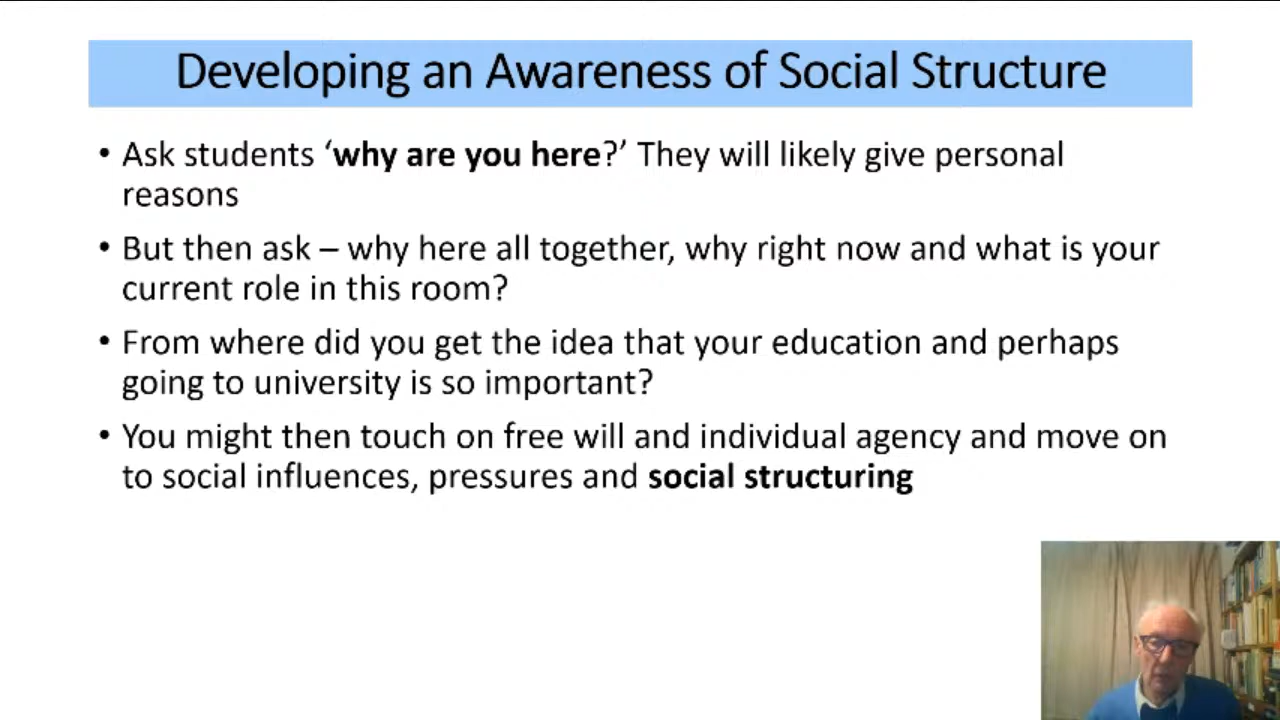 Developing an Awareness of Social Structure
• Ask students ‘why are you here?’ They will likely give personal
reasons
• But then ask – why here all together, why right now and what is your
current role in this room?
• From where did you get the idea that your education and perhaps
going to university is so important?
• You might then touch on free will and individual agency and move on
to social influences, pressures and social structuring